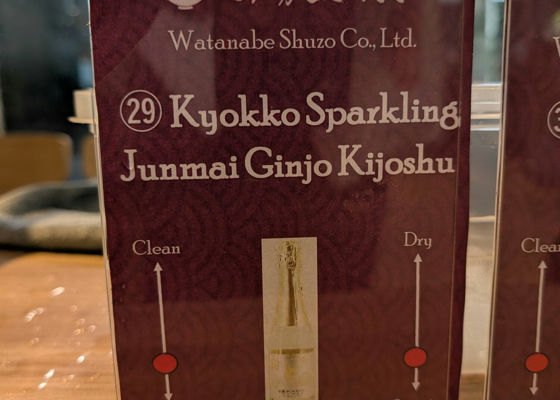 Watanabe Shuzo Co., Ltd.
29 Kyokko Sparkling
Junmai Ginjo Kijoshu
Clean
Dry